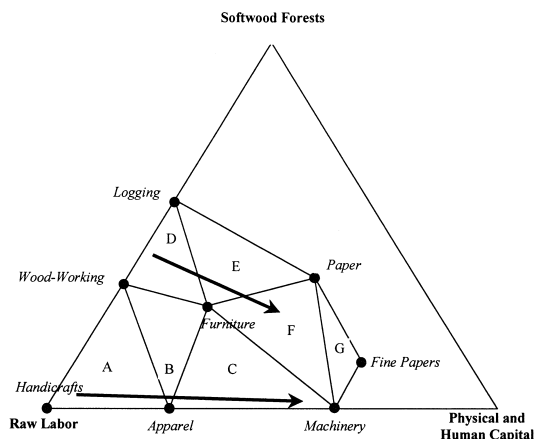 Softwood Forests
Logging
D
E
Wood-Working
Paper
Furniture
F
G
A
B
C
Fine Papers
Handicrafts
Raw Labor
Apparel
Machinery
Physical and
Human Capital